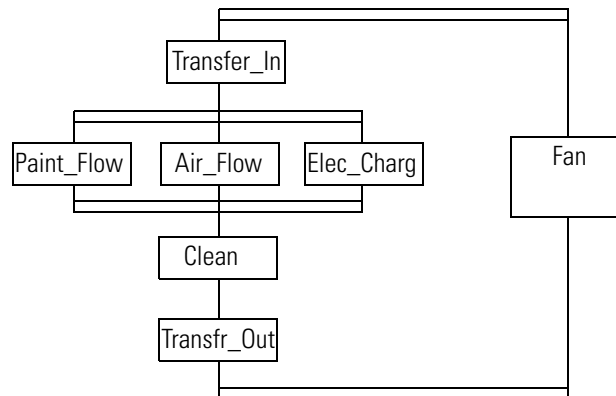 Transfer_In
Paint_Flow
Air_Flow
Elec_Charg
Fan
Clean
Transfr_Out